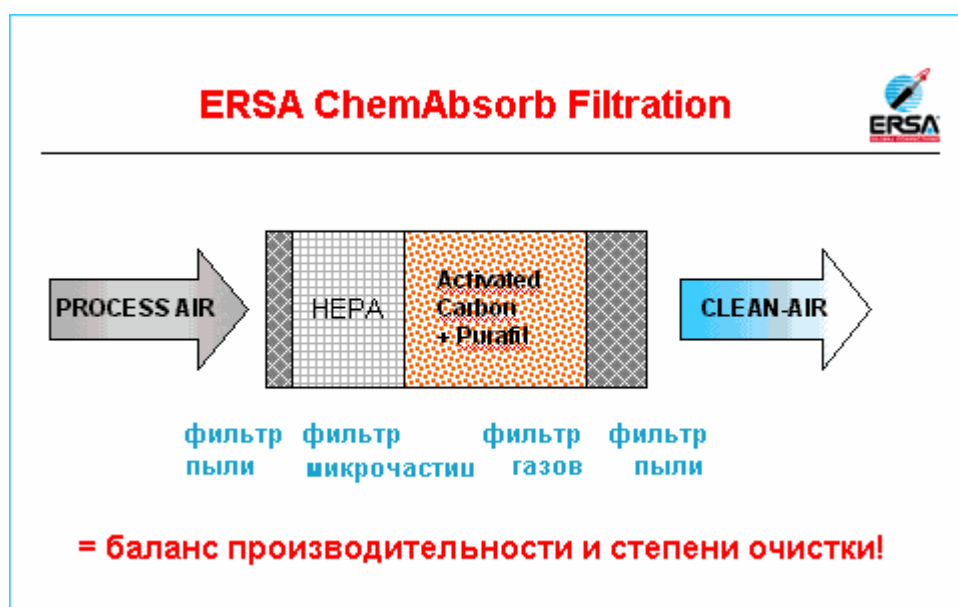 ERSA ChemAbsorb Filtration
ERSA
PROCESS AIR
HEPA
Activated
Carbon
+ Purafil
CLEAN-AIR
фильтр фильтр фильтр фильтр
пыли микрочастиц газов пыли
= баланс производительности и степени очистки!